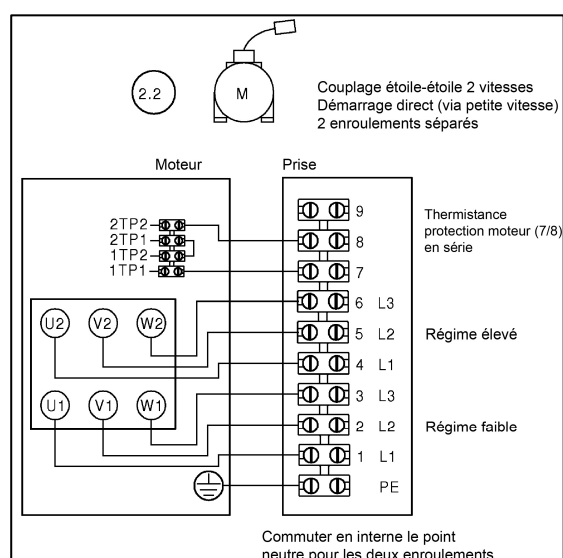 2.2
M
Couplage étoile-étoile 2 vitesses
Démarrage direct (via petite vitesse)
2 enroulements séparés
Moteur
Prise
2TP2
2TP1
1TP2
1TP1
9
8
7
Thermistance
protection moteur (7/8)
en série
U2 V2 W2
6 L3
5 L2
4 L1
Régime élevé
U1 V1 W1
3 L3
2 L2
1 L1
Régime faible
PE
Commuter en interne le point
neutre pour les deux enroulements